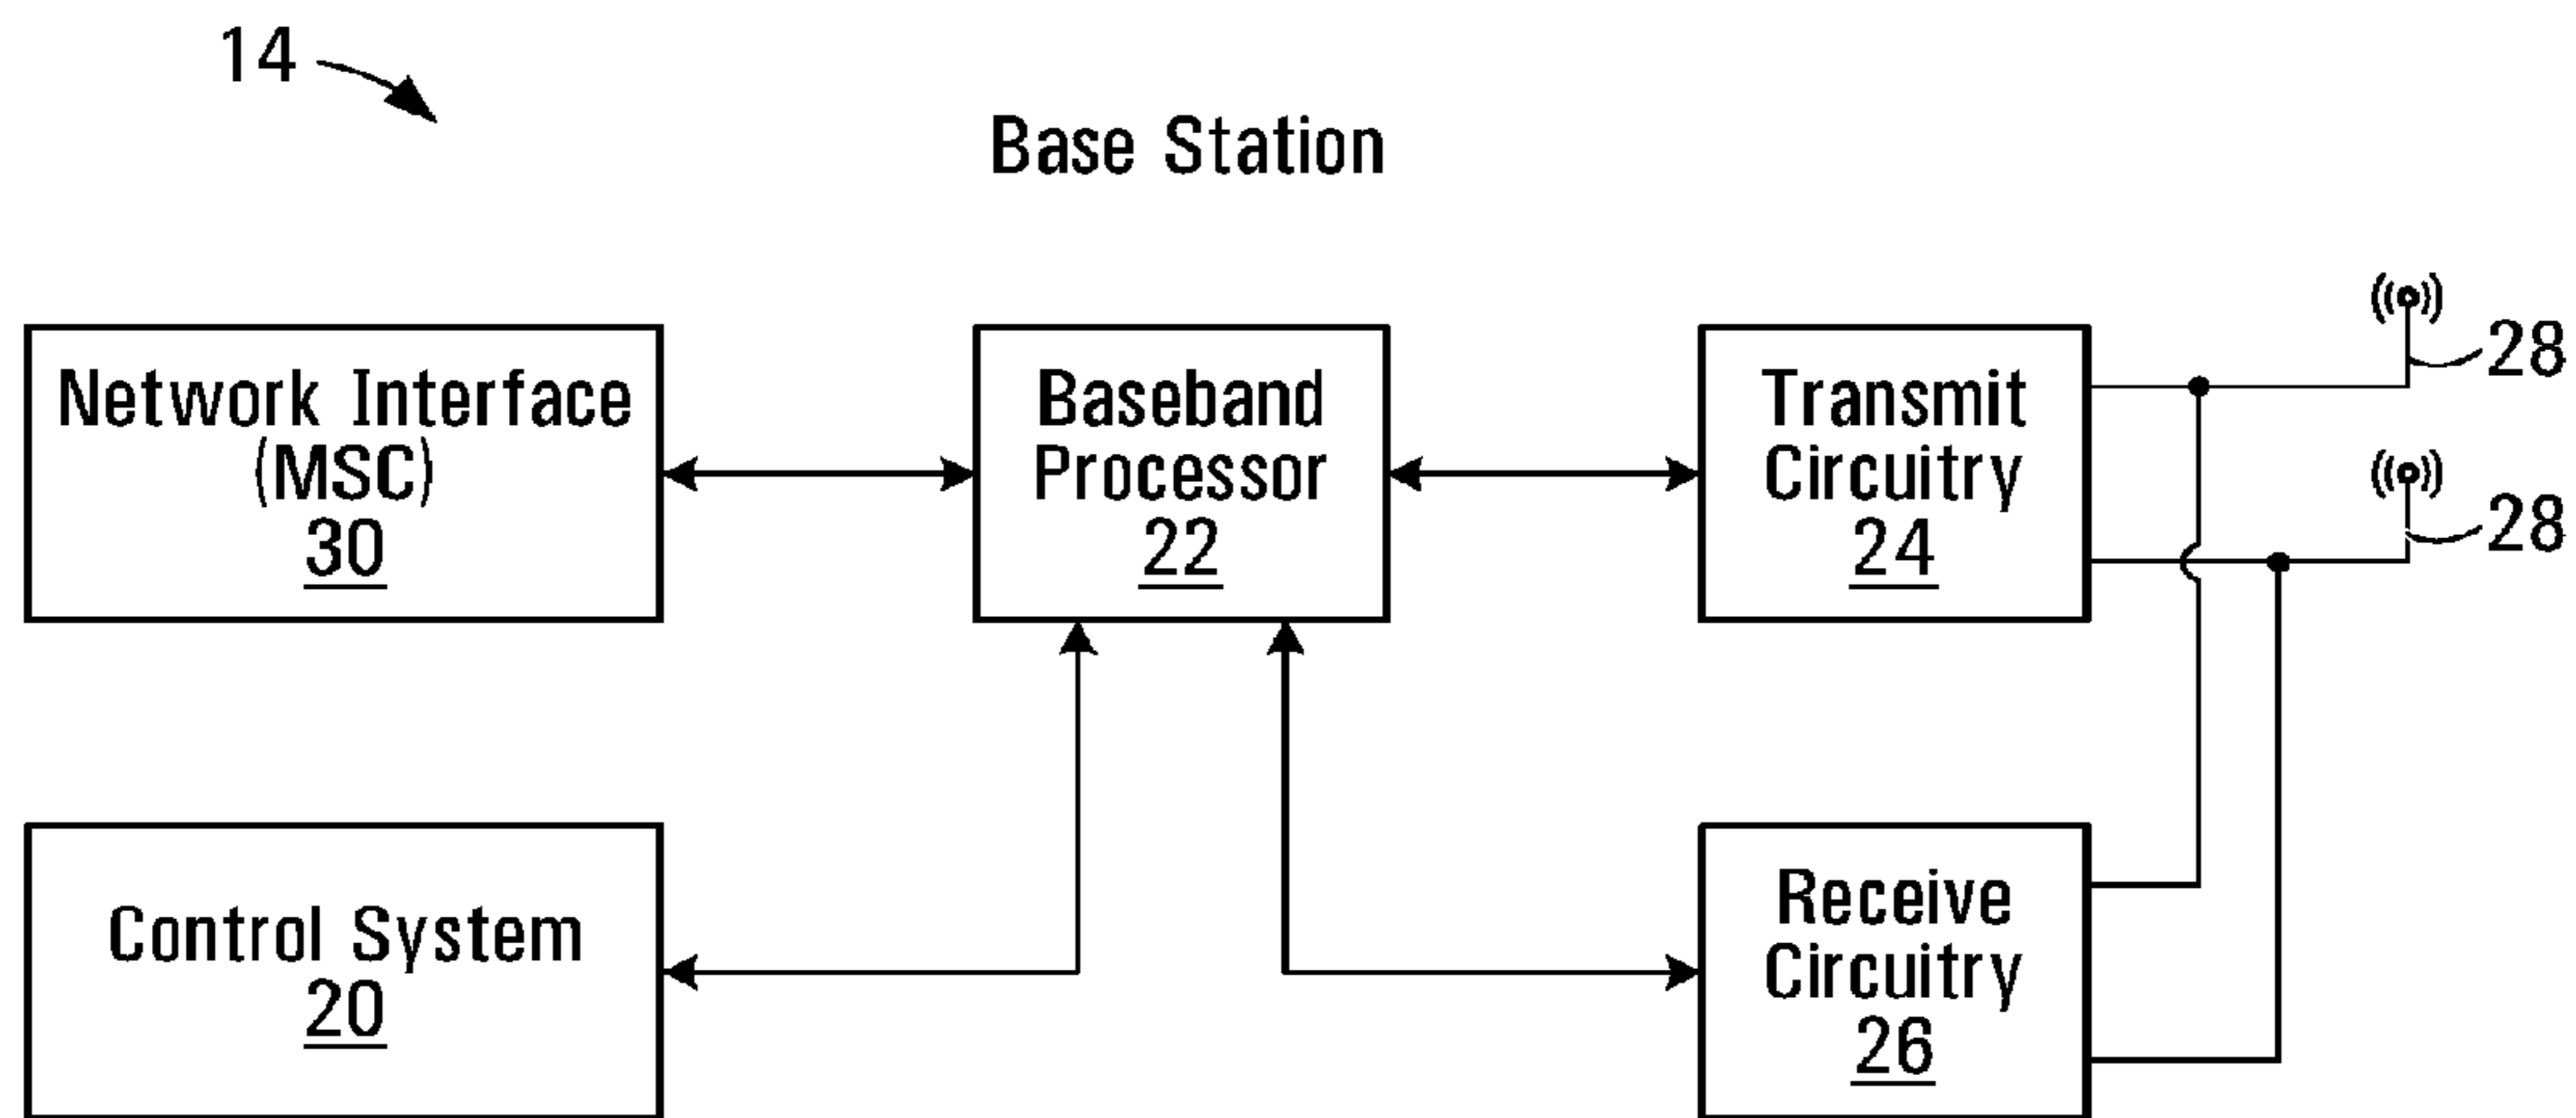 14
Base Station
Network Interface
(MSC)
30
Baseband
Processor
22
Transmit
Circuitry
24
28
28
Control System
20
Receive
Circuitry
26